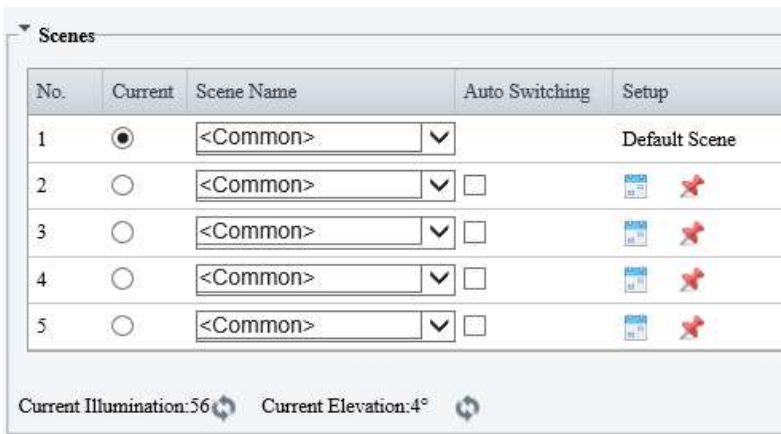 Scenes
No. Current Scene Name Auto Switching Setup
1 <Common> Default Scene
2 <Common>
3 <Common>
4 <Common>
5 <Common>
Current Illumination:56 Current Elevation:4°